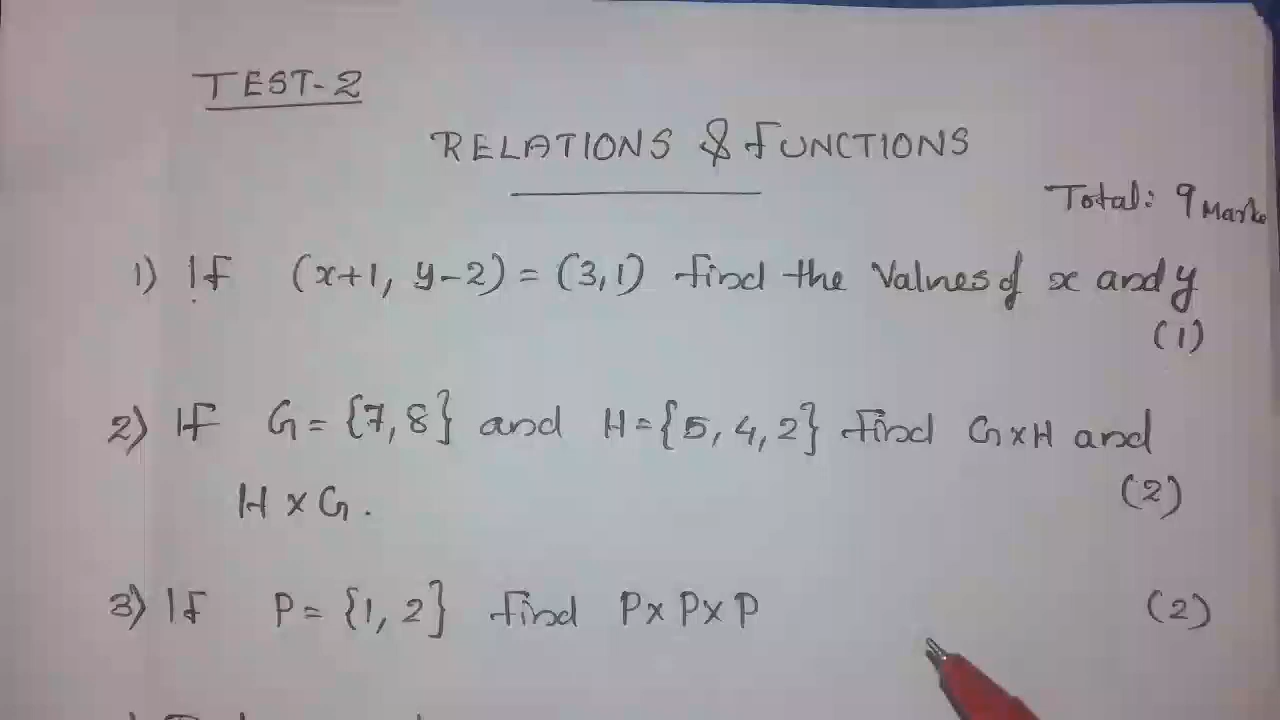 TEST-2
RELATIONS & FUNCTIONS
Total: 9 Marks
1) If (x+1, y-2) = (3,1) find the Values of x and y
(1)
2) If G = {7,8} and H = {5, 4, 2} find G×H and
H × G. (2)
3) If P = {1, 2} find P× P× P (2)